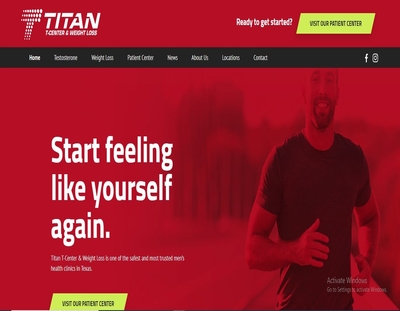 TITAN
T-CENTER & WEIGHT LOSS
Ready to get started?
VISIT OUR PATIENT CENTER
Home Testosterone Weight Loss Patient Center News About Us Locations Contact
Start feeling
like yourself
again.
Titan T-Center & Weight Loss is one of the safest and most trusted men's
health clinics in Texas.
VISIT OUR PATIENT CENTER
Activate Windows
Go to Settings to activate Windows.